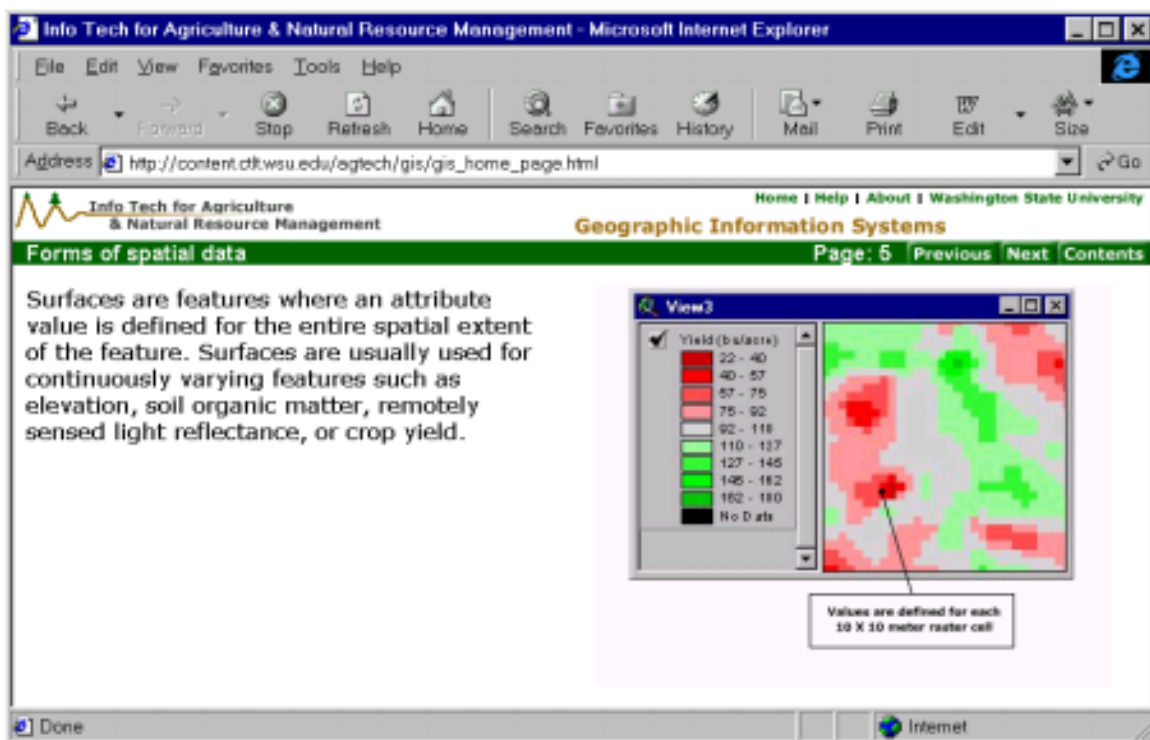 Info Tech for Agriculture & Natural Resource Management - Microsoft Internet Explorer
File Edit View Favorites Tools Help
Back Forward Stop Refresh Home Search Favorites History Mail Print Edit Size
Address http://content.ctlt.wsu.edu/agtech/gis/gis_home_page.html Go
Home | Help | About | Washington State University
Info Tech for Agriculture
& Natural Resource Management
Geographic Information Systems
Forms of spatial data Page: 5 Previous Next Contents
Surfaces are features where an attribute
value is defined for the entire spatial extent
of the feature. Surfaces are usually used for
continuously varying features such as
elevation, soil organic matter, remotely
sensed light reflectance, or crop yield.
View3
Yield (bu/acre)
22 - 40
40 - 57
57 - 75
75 - 92
92 - 110
110 - 127
127 - 145
145 - 162
162 - 180
No Data
Values are defined for each
10 X 10 meter raster cell
Done Internet